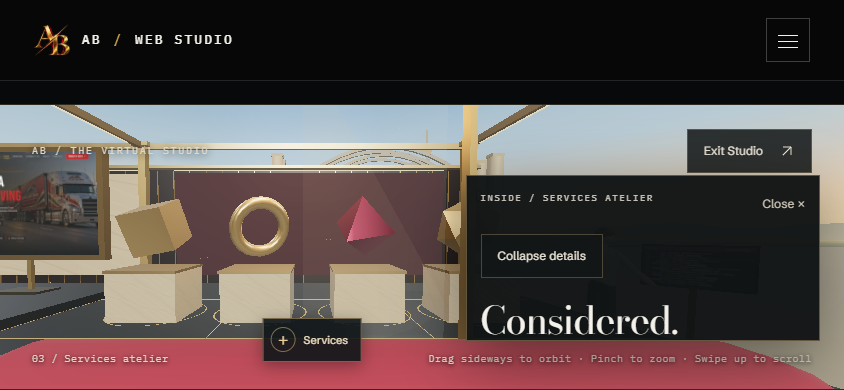 AB
AB / WEB STUDIO
AB / THE VIRTUAL STUDIO
Exit Studio
INSIDE / SERVICES ATELIER
Close ×
Collapse details
Considered.
+ Services
03 / Services atelier
Drag sideways to orbit · Pinch to zoom · Swipe up to scroll